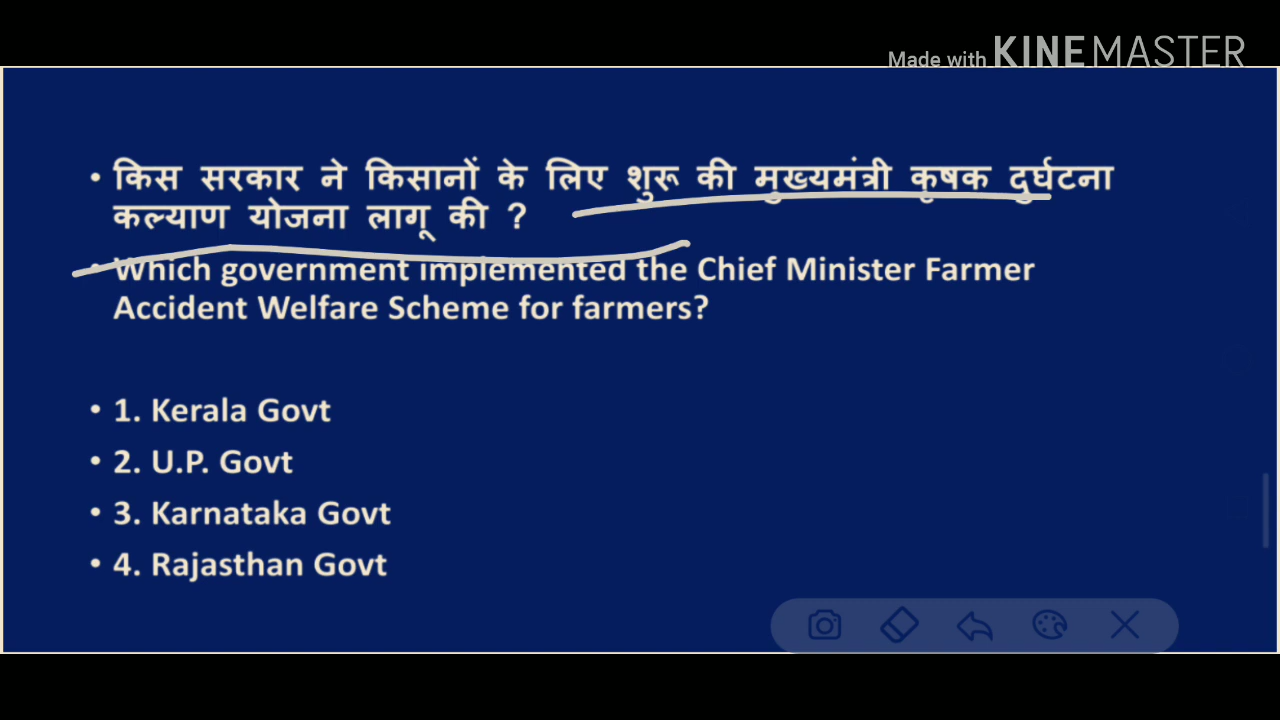 Made with KINEMASTER
• किस सरकार ने किसानों के लिए शुरू की मुख्यमंत्री कृषक दुर्घटना
कल्याण योजना लागू की ?
• Which government implemented the Chief Minister Farmer
Accident Welfare Scheme for farmers?
• 1. Kerala Govt
• 2. U.P. Govt
• 3. Karnataka Govt
• 4. Rajasthan Govt